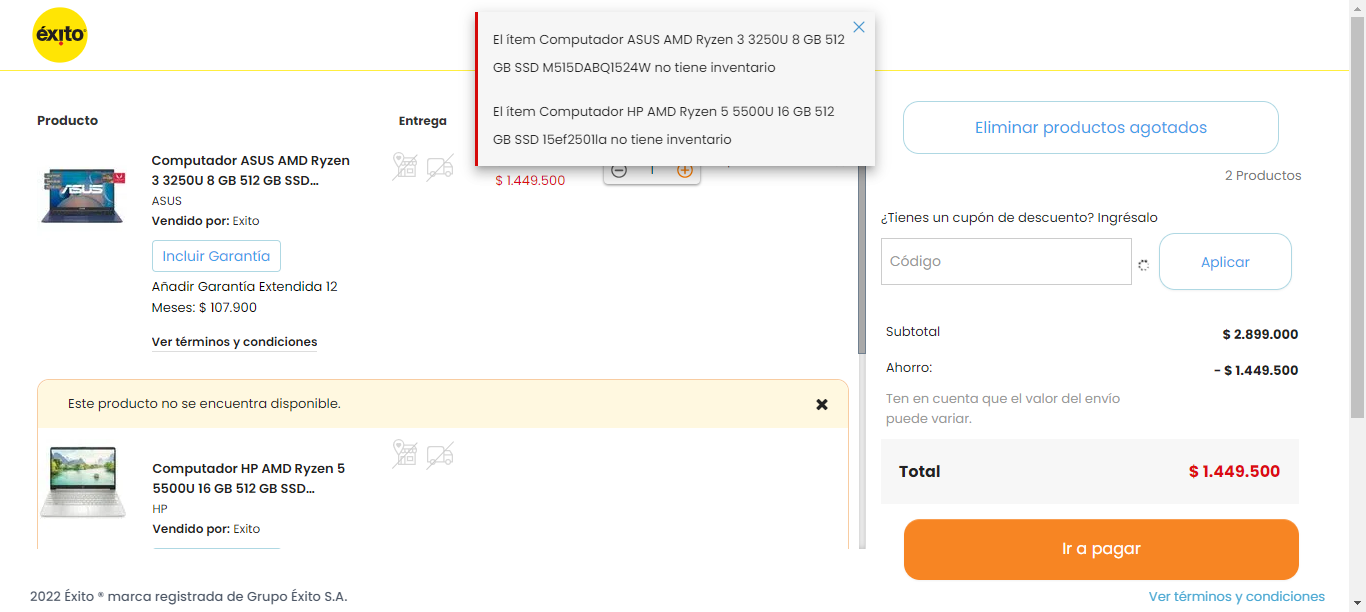 éxito
El ítem Computador ASUS AMD Ryzen 3 3250U 8 GB 512
GB SSD M515DABQ1524W no tiene inventario
El ítem Computador HP AMD Ryzen 5 5500U 16 GB 512
GB SSD 15ef2501la no tiene inventario
Producto
Entrega
Computador ASUS AMD Ryzen
3 3250U 8 GB 512 GB SSD...
ASUS
Vendido por: Exito
$ 1.449.500
1
Incluir Garantía
Añadir Garantía Extendida 12
Meses: $ 107.900
Ver términos y condiciones
Este producto no se encuentra disponible.
Computador HP AMD Ryzen 5
5500U 16 GB 512 GB SSD...
HP
Vendido por: Exito
Eliminar productos agotados
2 Productos
¿Tienes un cupón de descuento? Ingrésalo
Código
Aplicar
Subtotal
$ 2.899.000
Ahorro:
- $ 1.449.500
Ten en cuenta que el valor del envío
puede variar.
Total
$ 1.449.500
Ir a pagar
2022 Éxito ® marca registrada de Grupo Éxito S.A.
Ver términos y condiciones